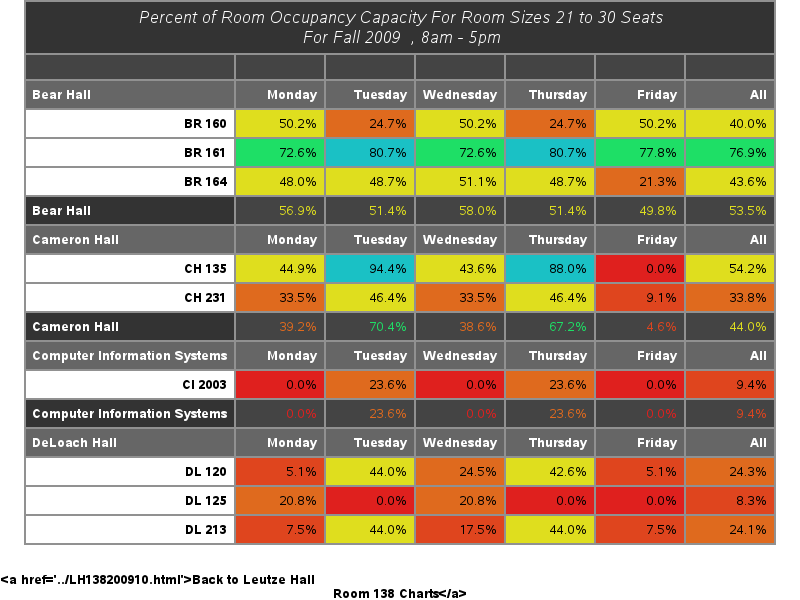 Percent of Room Occupancy Capacity For Room Sizes 21 to 30 Seats
For Fall 2009 , 8am - 5pm
Bear Hall Monday Tuesday Wednesday Thursday Friday All
BR 160 50.2% 24.7% 50.2% 24.7% 50.2% 40.0%
BR 161 72.6% 80.7% 72.6% 80.7% 77.8% 76.9%
BR 164 48.0% 48.7% 51.1% 48.7% 21.3% 43.6%
Bear Hall 56.9% 51.4% 58.0% 51.4% 49.8% 53.5%
Cameron Hall Monday Tuesday Wednesday Thursday Friday All
CH 135 44.9% 94.4% 43.6% 88.0% 0.0% 54.2%
CH 231 33.5% 46.4% 33.5% 46.4% 9.1% 33.8%
Cameron Hall 39.2% 70.4% 38.6% 67.2% 4.6% 44.0%
Computer Information Systems Monday Tuesday Wednesday Thursday Friday All
CI 2003 0.0% 23.6% 0.0% 23.6% 0.0% 9.4%
Computer Information Systems 0.0% 23.6% 0.0% 23.6% 0.0% 9.4%
DeLoach Hall Monday Tuesday Wednesday Thursday Friday All
DL 120 5.1% 44.0% 24.5% 42.6% 5.1% 24.3%
DL 125 20.8% 0.0% 20.8% 0.0% 0.0% 8.3%
DL 213 7.5% 44.0% 17.5% 44.0% 7.5% 24.1%
<a href='../LH138200910.html'>Back to Leutze Hall
Room 138 Charts</a>